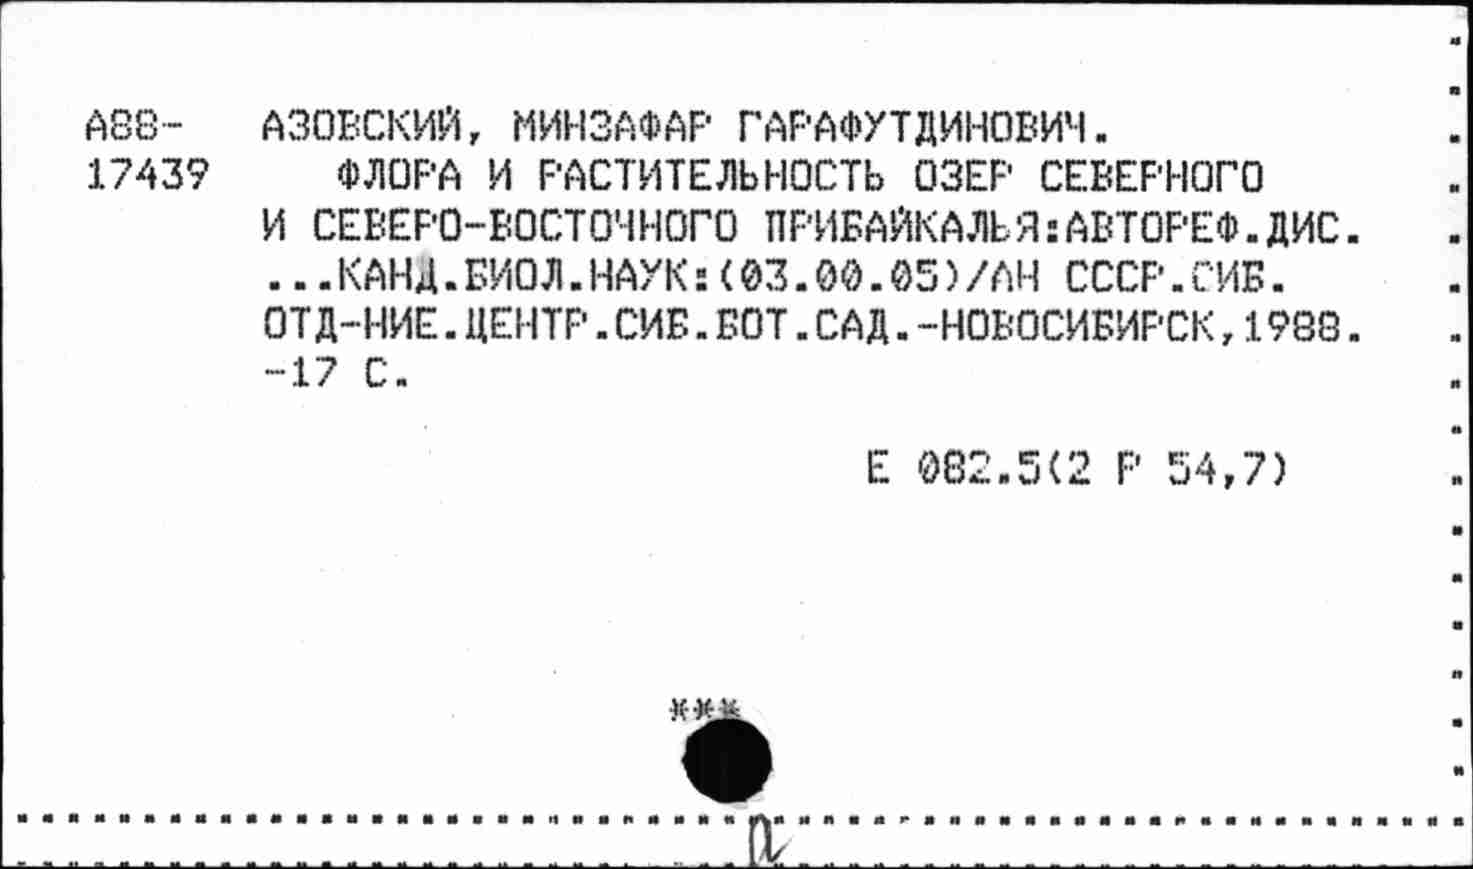 А88- АЗОВСКИЙ, МИНЗАФАР ГАРАФУТДИНОВИЧ.
17439 ФЛОРА И РАСТИТЕЛЬНОСТЬ ОЗЕР СЕВЕРНОГО
И СЕВЕРО-ВОСТОЧНОГО ПРИБАЙКАЛЬЯ:АВТОРЕФ.ДИС.
...КАНД.БИОЛ.НАУК:(03.00.05)/АН СССР.СИБ.
ОТД-НИЕ.ЦЕНТР.СИБ.БОТ.САД.-НОВОСИБИРСК,1988.
-17 С.
Е 082.5(2 Р 54,7)
***